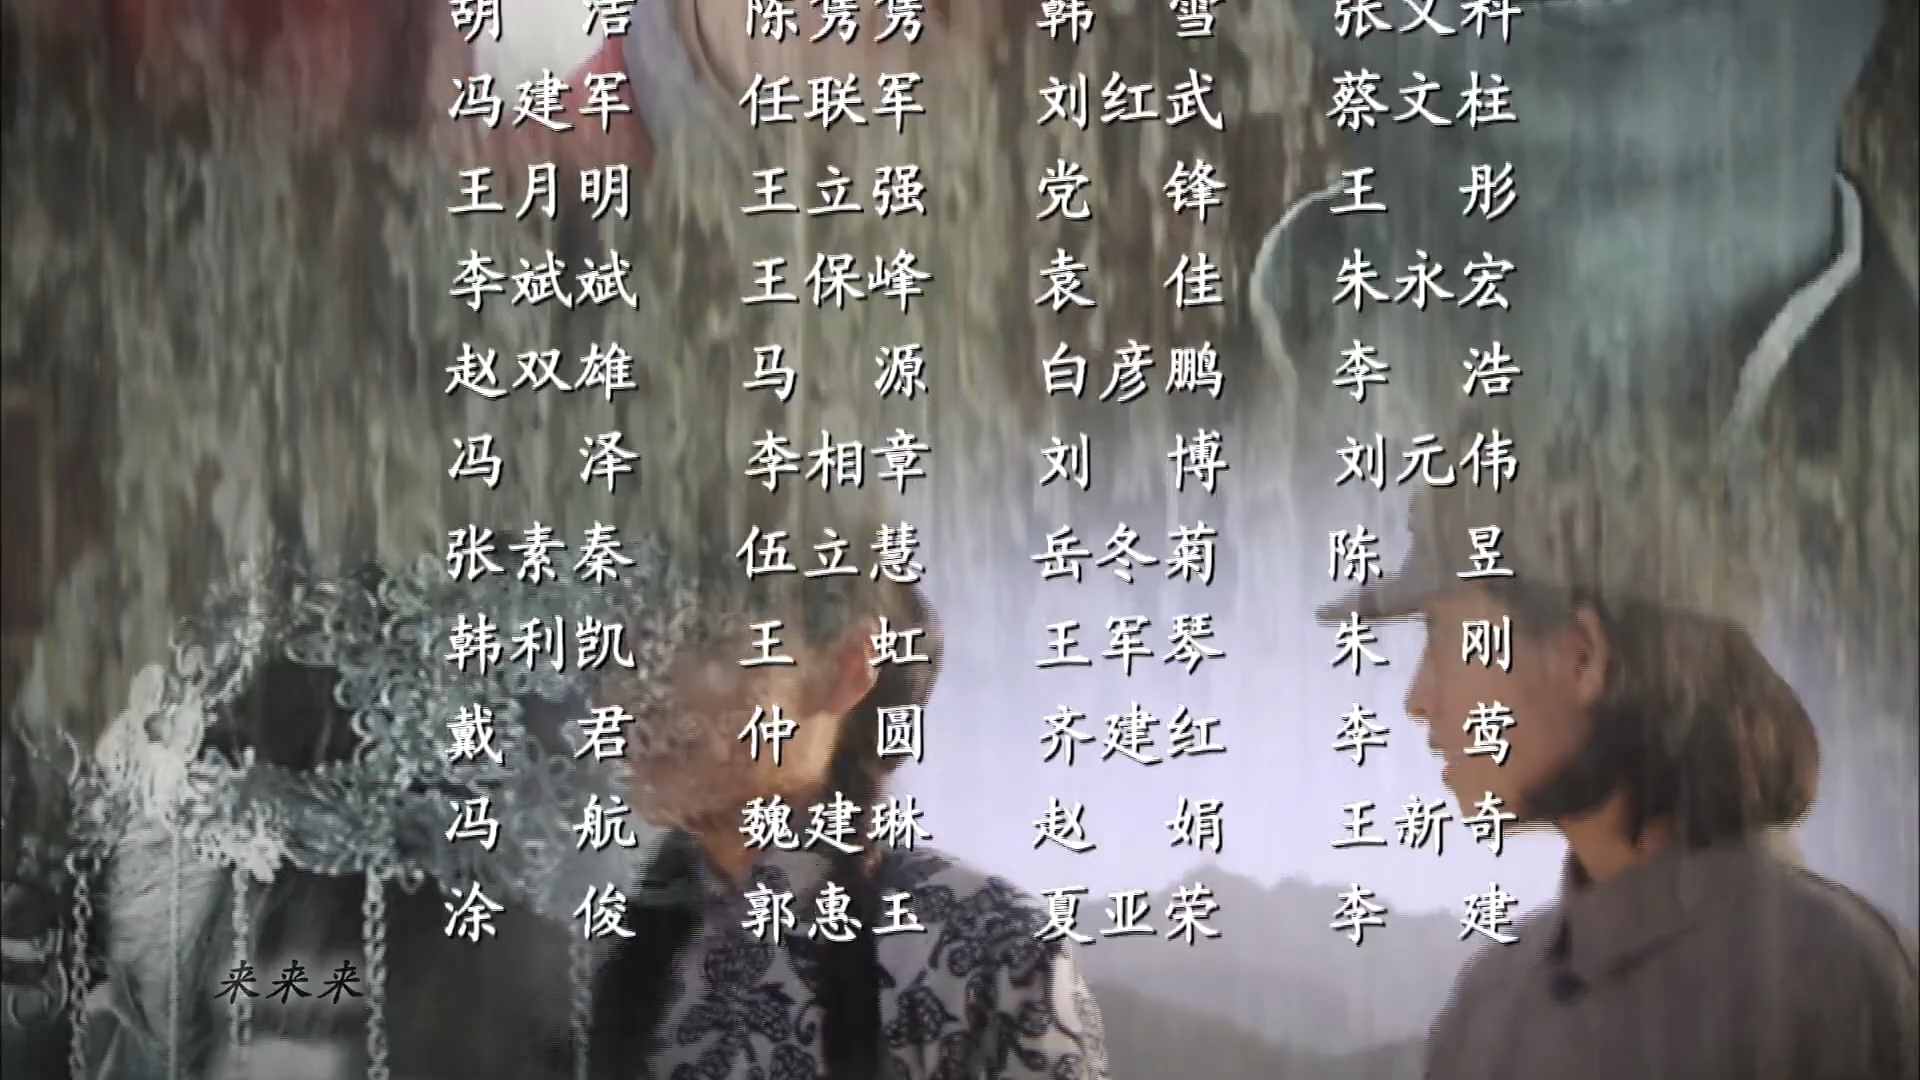 胡 洁 陈隽隽 韩 雪 张文科
冯建军 任联军 刘红武 蔡文柱
王月明 王立强 党 锋 王 彤
李斌斌 王保峰 袁 佳 朱永宏
赵双雄 马 源 白彦鹏 李 浩
冯 泽 李相章 刘 博 刘元伟
张素秦 伍立慧 岳冬菊 陈 昱
韩利凯 王 虹 王军琴 朱 刚
戴 君 仲 圆 齐建红 李 莺
冯 航 魏建琳 赵 娟 王新奇
涂 俊 郭惠玉 夏亚荣 李 建
来来来